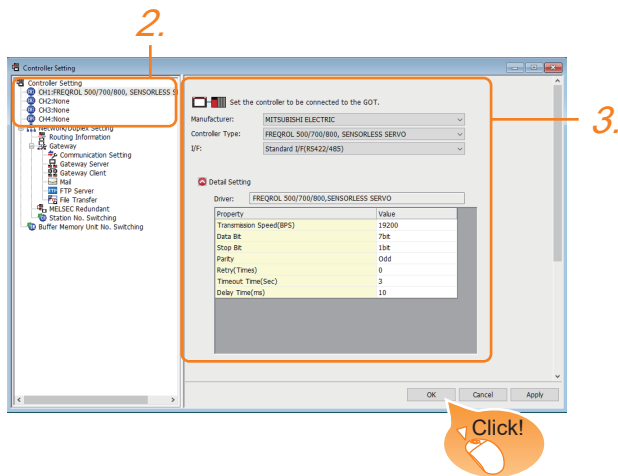 2.
Controller Setting
Controller Setting
CH1:FREQROL 500/700/800, SENSORLESS S
CH2:None
CH3:None
CH4:None
Network/Duplex Setting
Routing Information
Gateway
Communication Setting
Gateway Server
Gateway Client
Mail
FTP Server
File Transfer
MELSEC Redundant
Station No. Switching
Buffer Memory Unit No. Switching
Set the controller to be connected to the GOT.
Manufacturer: MITSUBISHI ELECTRIC
Controller Type: FREQROL 500/700/800, SENSORLESS SERVO
I/F: Standard I/F(RS422/485)
3.
Detail Setting
Driver: FREQROL 500/700/800,SENSORLESS SERVO
Property Value
Transmission Speed(BPS) 19200
Data Bit 7bit
Stop Bit 1bit
Parity Odd
Retry(Times) 0
Timeout Time(Sec) 3
Delay Time(ms) 10
OK Cancel Apply
Click!